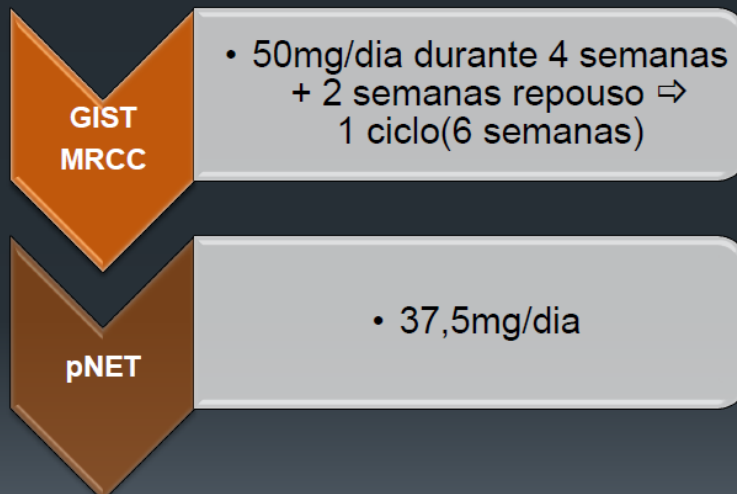 GIST
MRCC
• 50mg/dia durante 4 semanas
+ 2 semanas repouso ⇨
1 ciclo(6 semanas)
pNET
• 37,5mg/dia